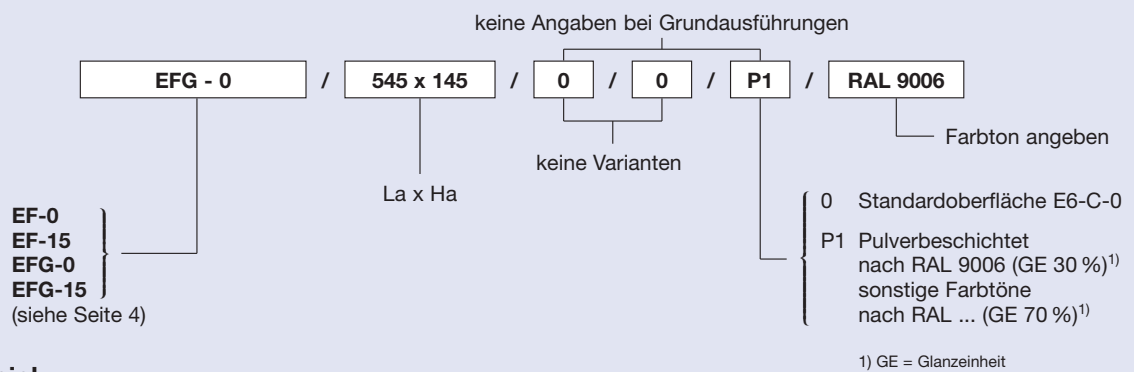 keine Angaben bei Grundausführungen
EFG - 0 / 545 x 145 / 0 / 0 / P1 / RAL 9006
Farbton angeben
keine Varianten
La x Ha
EF-0
EF-15
EFG-0
EFG-15
(siehe Seite 4)
0 Standardoberfläche E6-C-0
P1 Pulverbeschichtet
nach RAL 9006 (GE 30 %)1)
sonstige Farbtöne
nach RAL ... (GE 70 %)1)
1) GE = Glanzeinheit